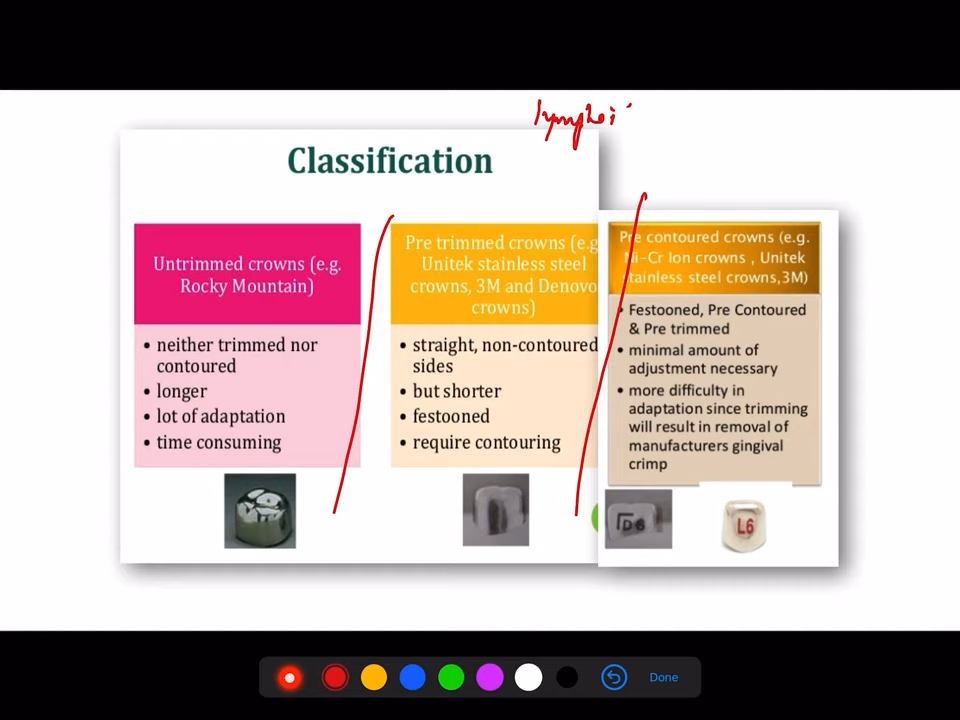 Classification
Untrimmed crowns (e.g.
Rocky Mountain)
• neither trimmed nor
contoured
• longer
• lot of adaptation
• time consuming
Pre trimmed crowns (e.g
Unitek stainless steel
crowns, 3M and Denovo
crowns)
• straight, non-contoured
sides
• but shorter
• festooned
• require contouring
Pre contoured crowns (e.g.
Ni-Cr Ion crowns , Unitek
stainless steel crowns,3M)
• Festooned, Pre Contoured
& Pre trimmed
• minimal amount of
adjustment necessary
• more difficulty in
adaptation since trimming
will result in removal of
manufacturers gingival
crimp
D6
L6
Done